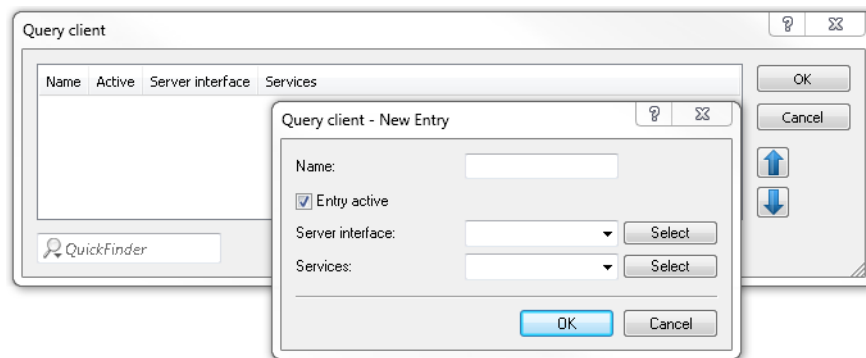 Query client
Name Active Server interface Services
OK
Cancel
QuickFinder
Query client - New Entry
Name:
Entry active
Server interface: Select
Services: Select
OK Cancel